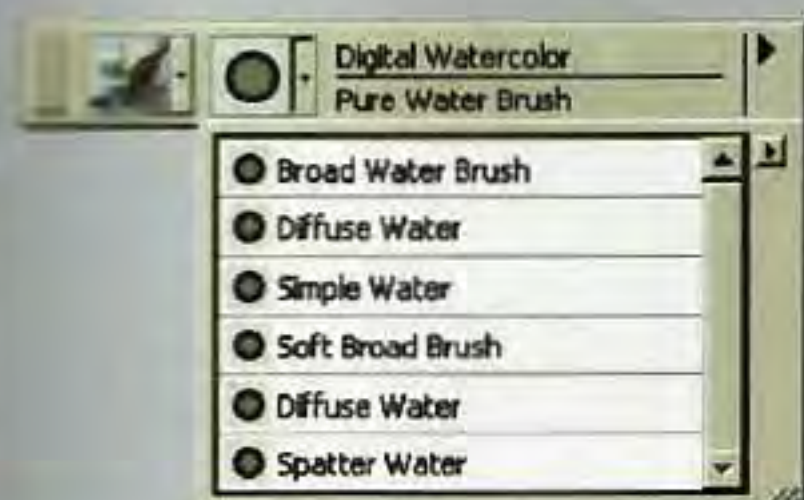 Digital Watercolor
Pure Water Brush
Broad Water Brush
Diffuse Water
Simple Water
Soft Broad Brush
Diffuse Water
Spatter Water